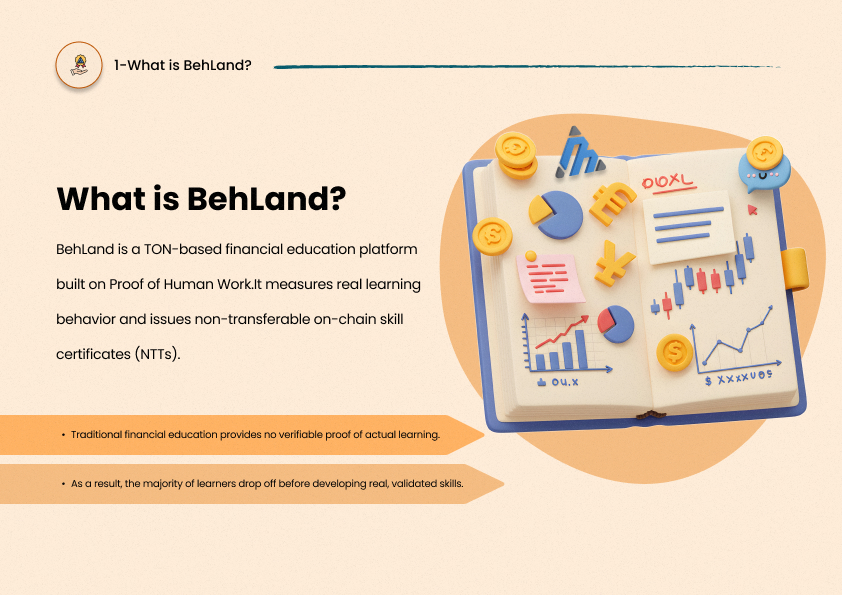 1-What is BehLand?
What is BehLand?
BehLand is a TON-based financial education platform
built on Proof of Human Work.It measures real learning
behavior and issues non-transferable on-chain skill
certificates (NTTs).
• Traditional financial education provides no verifiable proof of actual learning.
• As a result, the majority of learners drop off before developing real, validated skills.